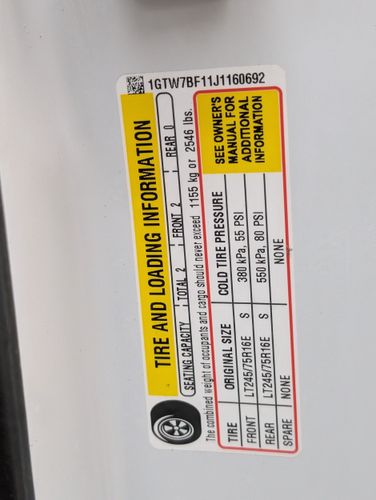 1GTW7BF11J1160692
TIRE AND LOADING INFORMATION
SEATING CAPACITY TOTAL 2 FRONT 2 REAR 0
The combined weight of occupants and cargo should never exceed 1155 kg or 2546 lbs.
TIRE ORIGINAL SIZE COLD TIRE PRESSURE
FRONT LT245/75R16E S 380 kPa, 55 PSI
REAR LT245/75R16E S 550 kPa, 80 PSI
SPARE NONE NONE
SEE OWNER'S
MANUAL FOR
ADDITIONAL
INFORMATION